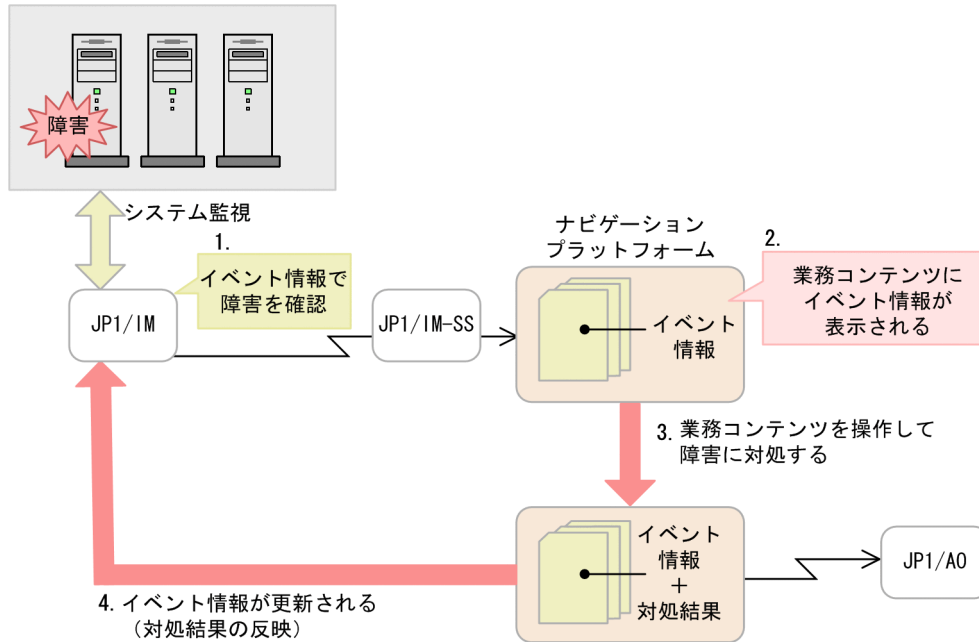 障害
システム監視
1.
イベント情報で
障害を確認
JP1/IM
JP1/IM-SS
ナビゲーション
プラットフォーム
イベント
情報
2.
業務コンテンツに
イベント情報が
表示される
3. 業務コンテンツを操作して
障害に対処する
イベント
情報
+
対処結果
JP1/AO
4. イベント情報が更新される
(対処結果の反映)